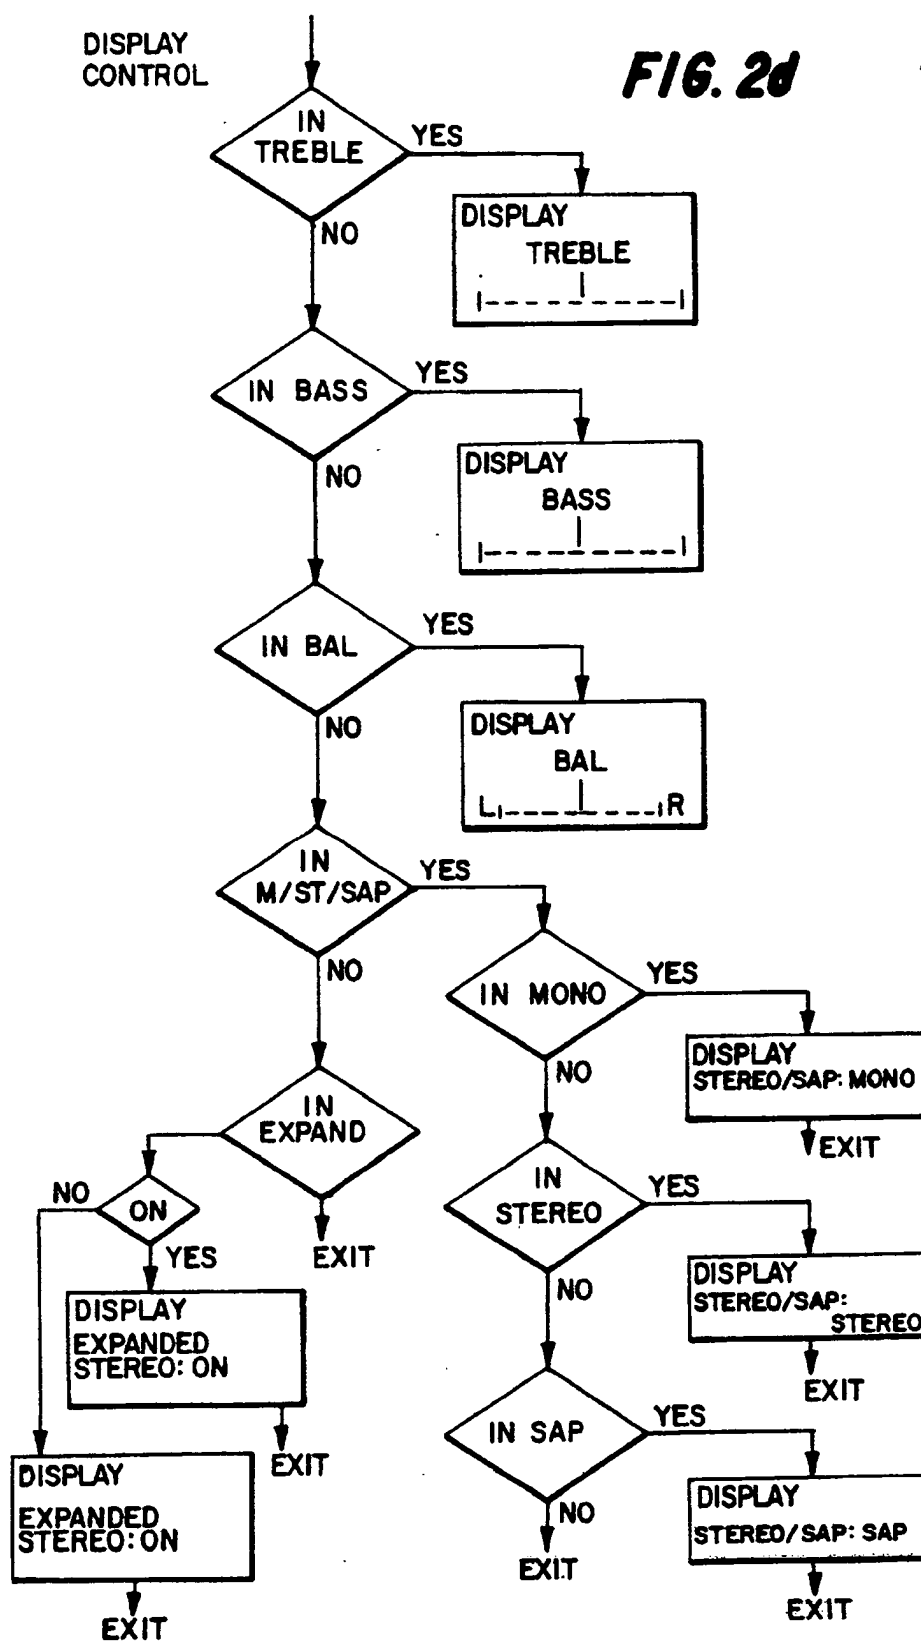 DISPLAY
CONTROL
FIG. 2d
IN
TREBLE
YES
NO
DISPLAY
TREBLE
IN BASS
YES
NO
DISPLAY
BASS
IN BAL
YES
NO
DISPLAY
BAL
L R
IN
M/ST/SAP
YES
NO
IN MONO
YES
NO
DISPLAY
STEREO/SAP: MONO
EXIT
IN
EXPAND
EXIT
IN
STEREO
YES
NO
DISPLAY
STEREO/SAP:
STEREO
EXIT
ON
NO
YES
DISPLAY
EXPANDED
STEREO: ON
EXIT
DISPLAY
EXPANDED
STEREO: ON
EXIT
IN SAP
YES
NO
EXIT
DISPLAY
STEREO/SAP: SAP
EXIT